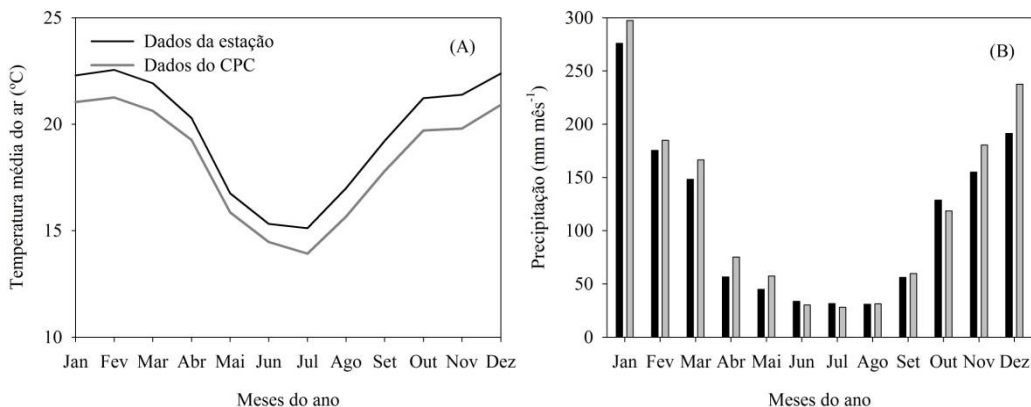 Temperatura média do ar (ºC)
25
20
15
10
Dados da estação
Dados do CPC
(A)
Jan Fev Mar Abr Mai Jun Jul Ago Set Out Nov Dez
Meses do ano
Precipitação (mm mês⁻¹)
300
250
200
150
100
50
0
(B)
Jan Fev Mar Abr Mai Jun Jul Ago Set Out Nov Dez
Meses do ano